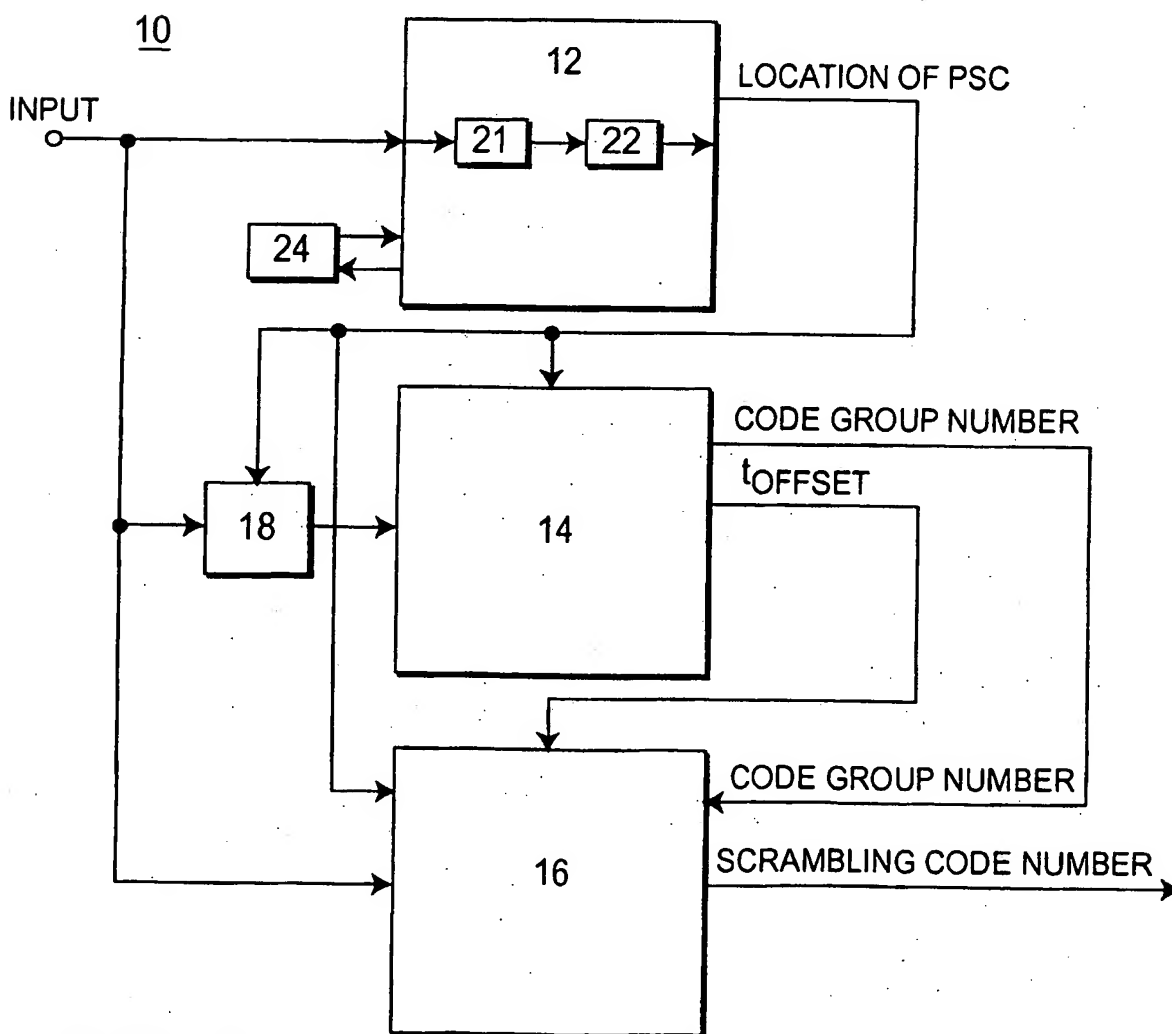 10
12
LOCATION OF PSC
INPUT
21
22
24
CODE GROUP NUMBER
tOFFSET
18
14
CODE GROUP NUMBER
16
SCRAMBLING CODE NUMBER